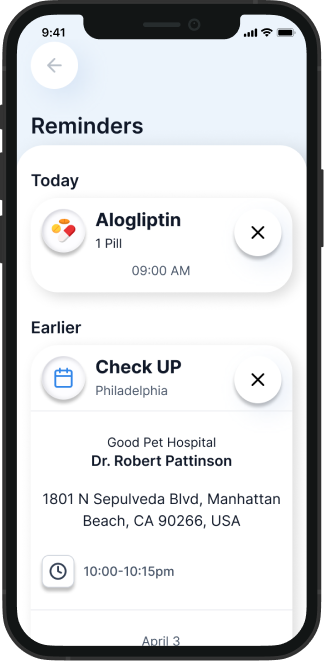 9:41
Reminders
Today
Alogliptin
1 Pill
09:00 AM
Earlier
Check UP
Philadelphia
Good Pet Hospital
Dr. Robert Pattinson
1801 N Sepulveda Blvd, Manhattan
Beach, CA 90266, USA
10:00-10:15pm
April 3